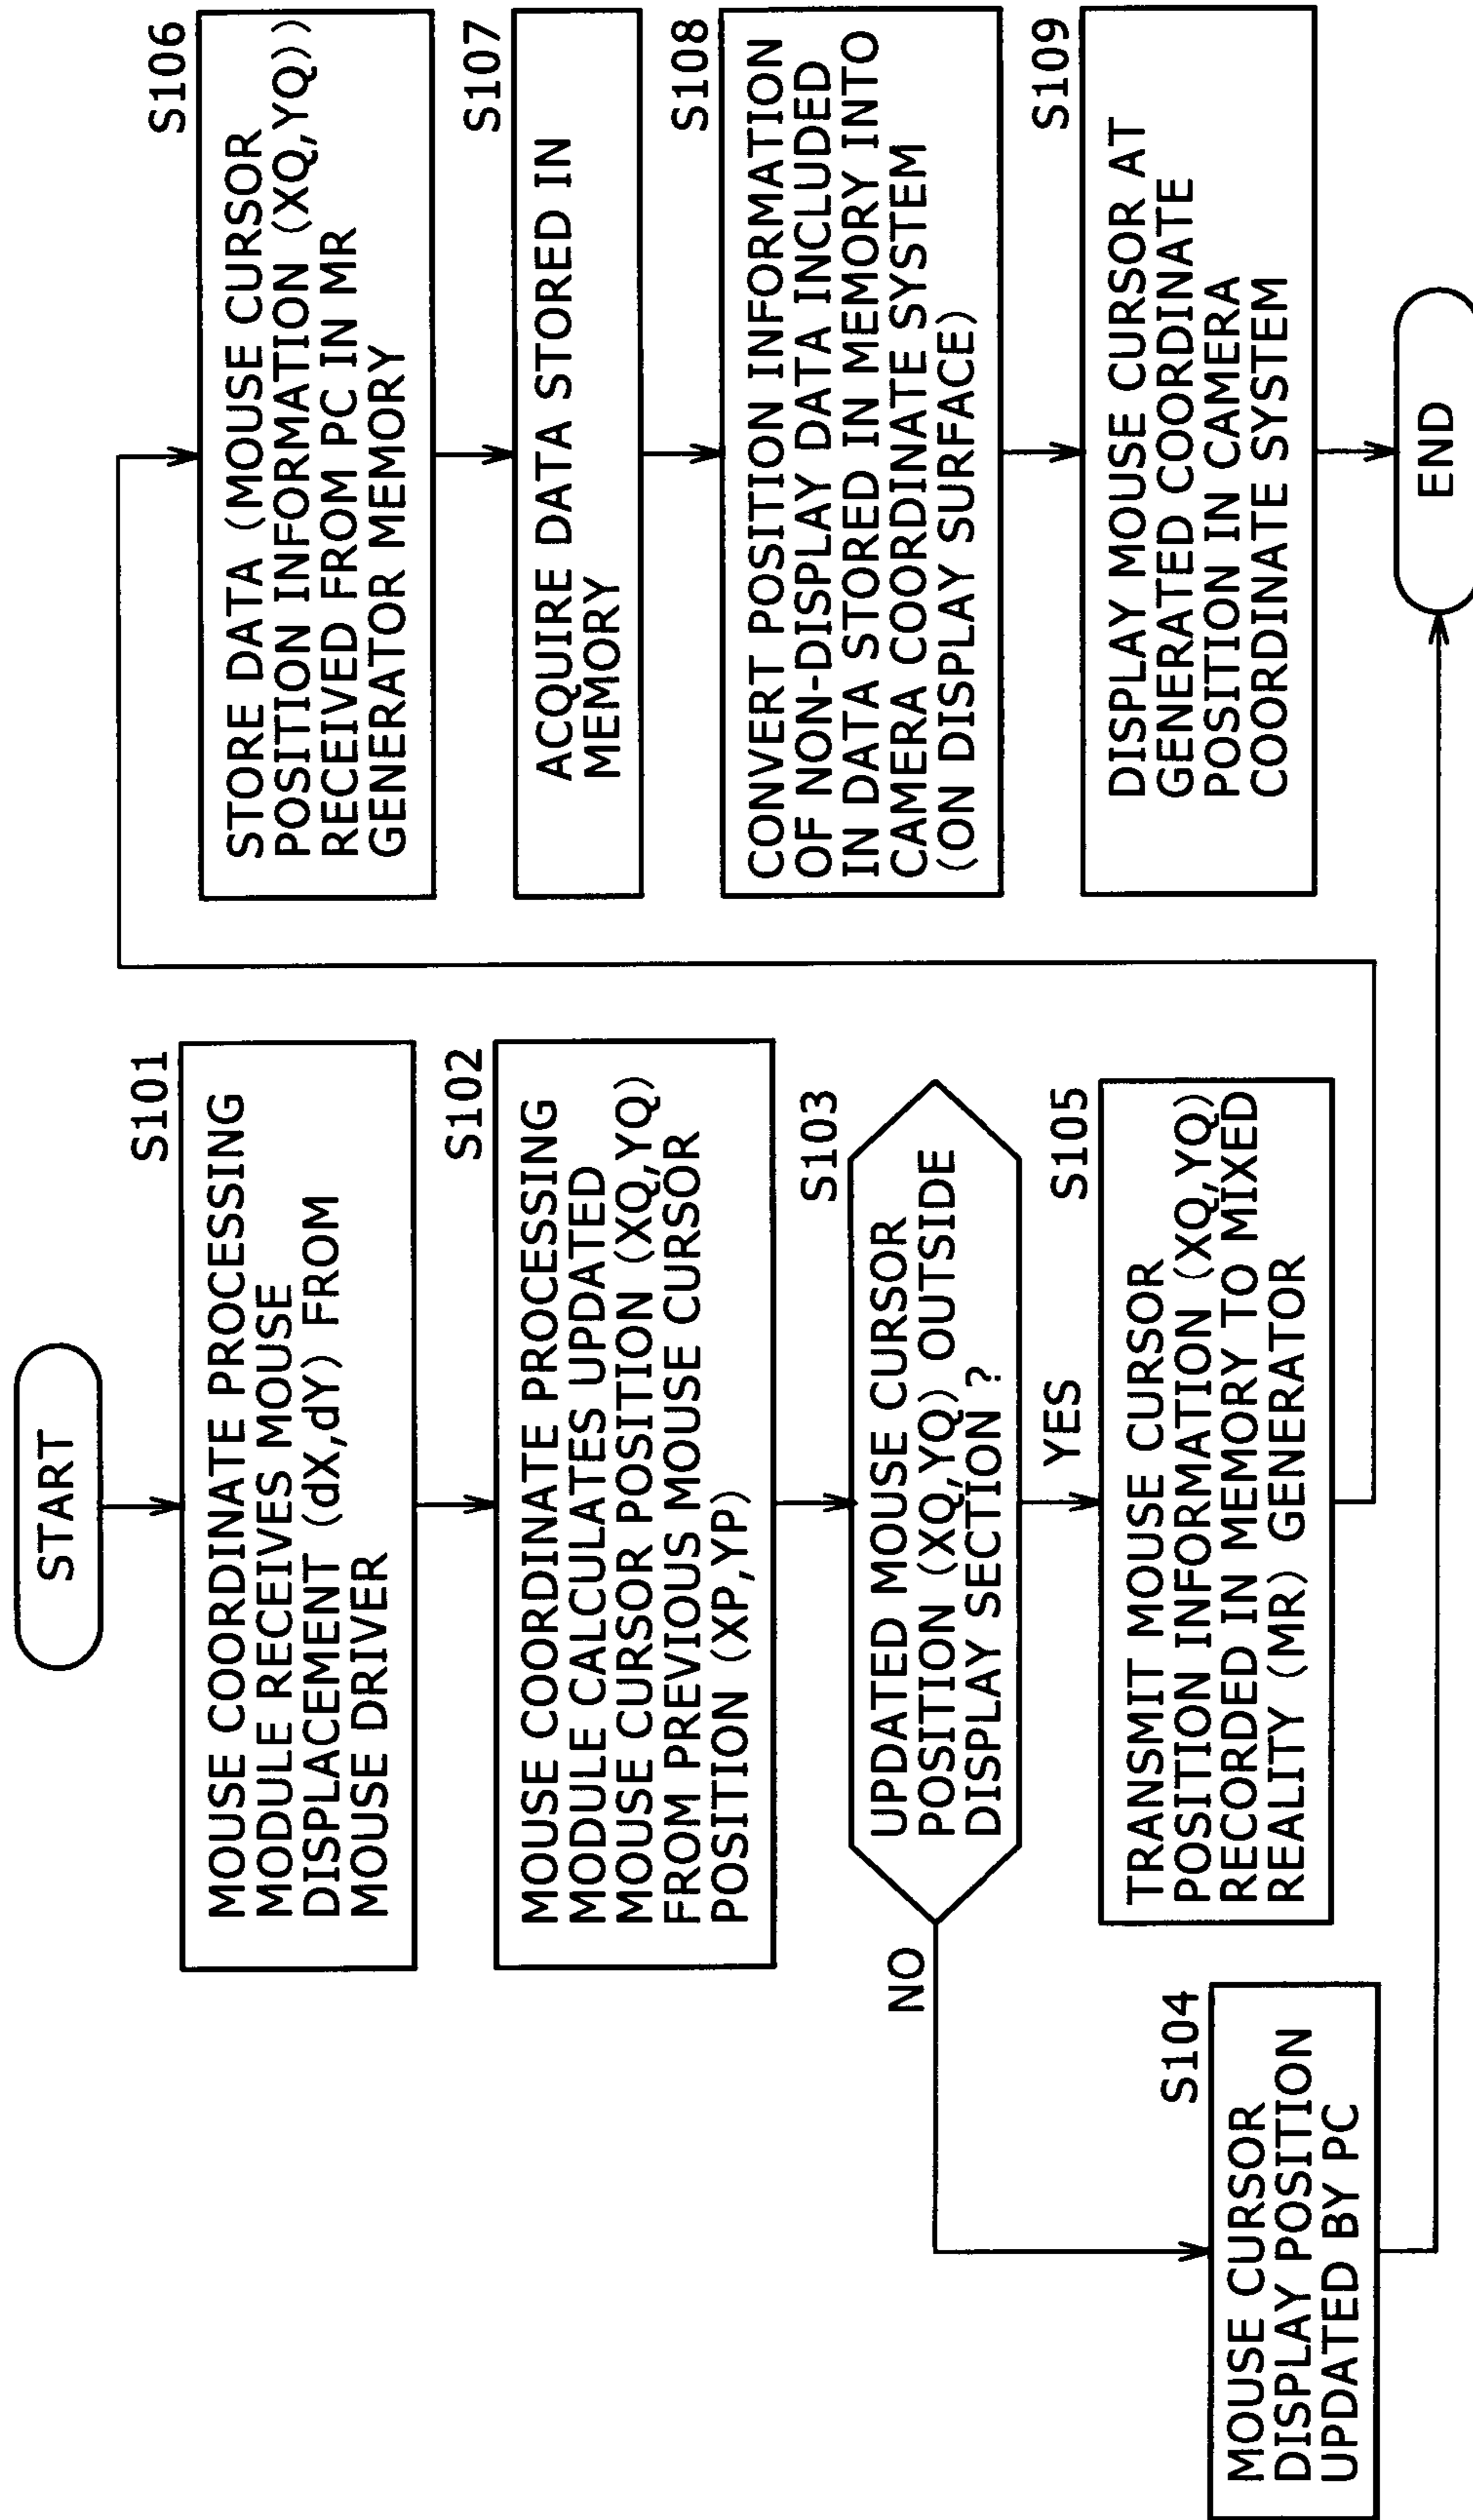 START
S101
MOUSE COORDINATE PROCESSING
MODULE RECEIVES MOUSE
DISPLACEMENT (dX,dY) FROM
MOUSE DRIVER
S102
MOUSE COORDINATE PROCESSING
MODULE CALCULATES UPDATED
MOUSE CURSOR POSITION (XQ,YQ)
FROM PREVIOUS MOUSE CURSOR
POSITION (XP,YP)
S103
UPDATED MOUSE CURSOR
POSITION (XQ,YQ) OUTSIDE
DISPLAY SECTION ?
NO
YES
S104
MOUSE CURSOR
DISPLAY POSITION
UPDATED BY PC
S105
TRANSMIT MOUSE CURSOR
POSITION INFORMATION (XQ,YQ)
RECORDED IN MEMORY TO MIXED
REALITY (MR) GENERATOR
S106
STORE DATA (MOUSE CURSOR
POSITION INFORMATION (XQ,YQ))
RECEIVED FROM PC IN MR
GENERATOR MEMORY
S107
ACQUIRE DATA STORED IN
MEMORY
S108
CONVERT POSITION INFORMATION
OF NON-DISPLAY DATA INCLUDED
IN DATA STORED IN MEMORY INTO
CAMERA COORDINATE SYSTEM
(ON DISPLAY SURFACE)
S109
DISPLAY MOUSE CURSOR AT
GENERATED COORDINATE
POSITION IN CAMERA
COORDINATE SYSTEM
END